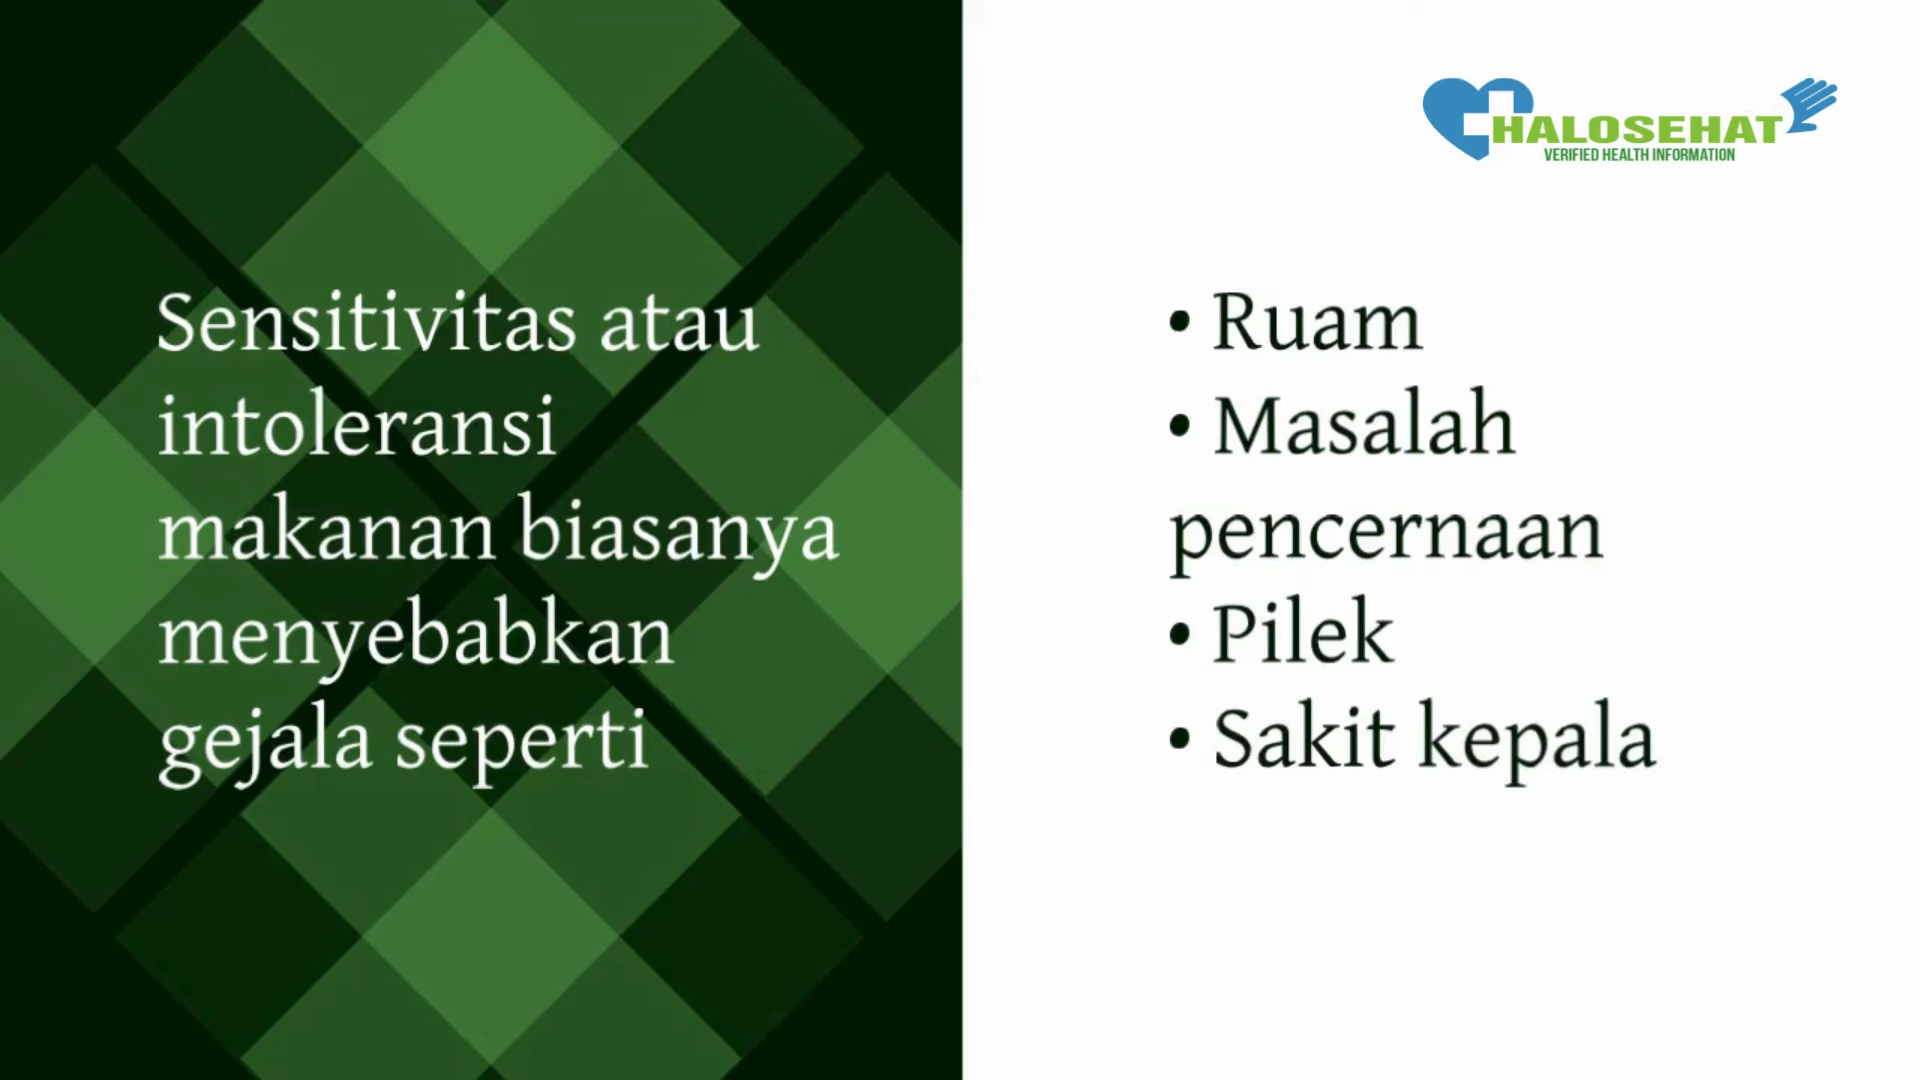 Sensitivitas atau
intoleransi
makanan biasanya
menyebabkan
gejala seperti
HALOSEHAT
VERIFIED HEALTH INFORMATION
• Ruam
• Masalah
pencernaan
• Pilek
• Sakit kepala